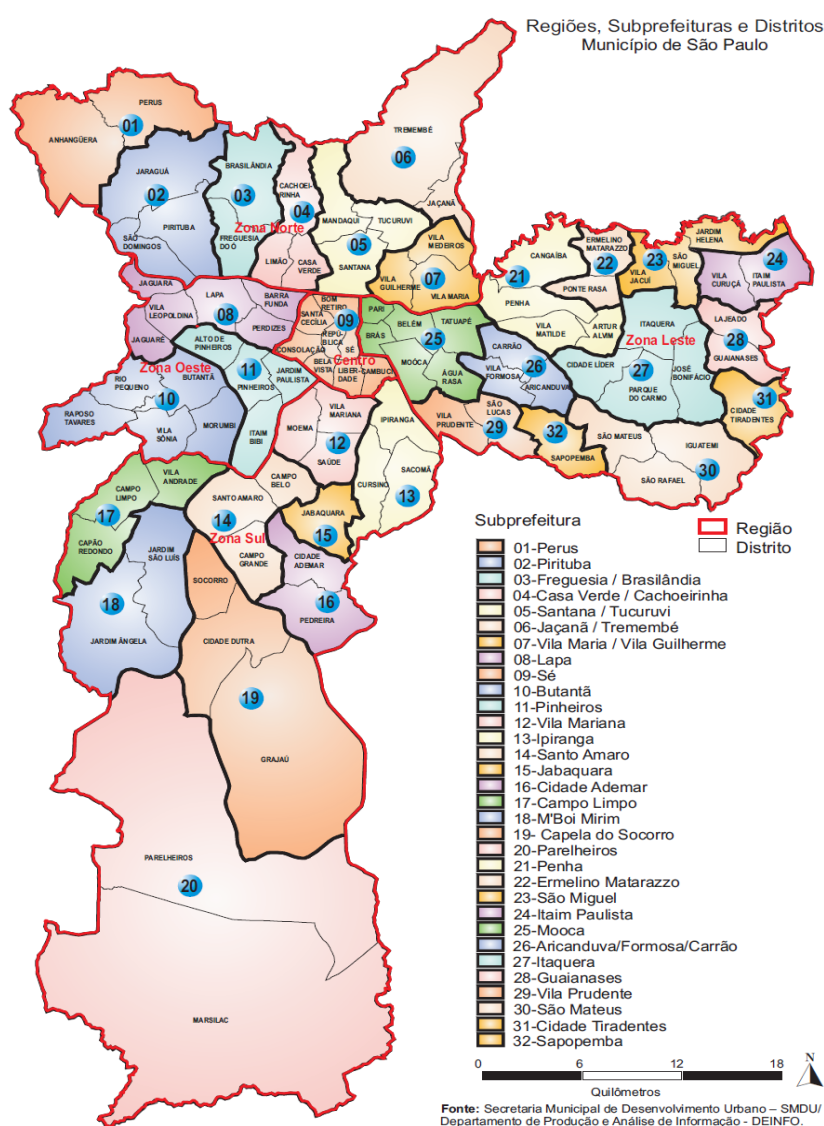 Regiões, Subprefeituras e Distritos
Município de São Paulo
PERUS
01
ANHANGÜERA
TREMEMBÉ
06
JAÇANÃ
JARAGUÁ
02
PIRITUBA
SÃO
DOMINGOS
BRASILÂNDIA
03
Zona Norte
FREGUESIA
DO Ó
CACHOEI-
RINHA
04
LIMÃO
CASA
VERDE
MANDAQUI
TUCURUVI
05
SANTANA
VILA
MEDEIROS
07
VILA
GUILHERME
VILA MARIA
CANGAÍBA
21
PENHA
VILA
MATILDE
ARTUR
ALVIM
ERMELINO
MATARAZZO
22
PONTE RASA
JARDIM
HELENA
23
VILA
JACUÍ
SÃO
MIGUEL
24
VILA
CURUÇÁ
ITAIM
PAULISTA
JAGUARA
VILA
LEOPOLDINA
LAPA
08
BARRA
FUNDA
JAGUARÉ
PERDIZES
BOM
RETIRO
09
SANTA
CECÍLIA
REPÚ-
BLICA
SÉ
CONSOLAÇÃO
Centro
BELA
VISTA
LIBER-
DADE
CAMBUCI
PARI
BRÁS
BELÉM
TATUAPÉ
25
MOÓCA
ÁGUA
RASA
CARRÃO
26
VILA
FORMOSA
ARICANDUVA
ITAQUERA
Zona Leste
CIDADE LÍDER
27
PARQUE
DO CARMO
JOSÉ
BONIFÁCIO
LAJEADO
28
GUAIANASES
31
CIDADE
TIRADENTES
ALTO DE
PINHEIROS
11
PINHEIROS
JARDIM
PAULISTA
ITAIM
BIBI
Zona Oeste
RIO
PEQUENO
BUTANTÃ
10
RAPOSO
TAVARES
MORUMBI
VILA
SÔNIA
MOEMA
VILA
MARIANA
12
SAÚDE
IPIRANGA
CURSINO
SACOMÃ
13
VILA
PRUDENTE
SÃO
LUCAS
29
32
SAPOPEMBA
SÃO MATEUS
IGUATEMI
30
SÃO RAFAEL
VILA
ANDRADE
CAMPO
LIMPO
17
CAPÃO
REDONDO
CAMPO
BELO
SANTO AMARO
14
Zona Sul
CAMPO
GRANDE
JABAQUARA
15
CIDADE
ADEMAR
16
PEDREIRA
JARDIM
SÃO LUÍS
18
JARDIM ÂNGELA
SOCORRO
CIDADE DUTRA
19
GRAJAÚ
PARELHEIROS
20
MARSILAC
Subprefeitura
Região
Distrito
01-Perus
02-Pirituba
03-Freguesia / Brasilândia
04-Casa Verde / Cachoeirinha
05-Santana / Tucuruvi
06-Jaçanã / Tremembé
07-Vila Maria / Vila Guilherme
08-Lapa
09-Sé
10-Butantã
11-Pinheiros
12-Vila Mariana
13-Ipiranga
14-Santo Amaro
15-Jabaquara
16-Cidade Ademar
17-Campo Limpo
18-M'Boi Mirim
19- Capela do Socorro
20-Parelheiros
21-Penha
22-Ermelino Matarazzo
23-São Miguel
24-Itaim Paulista
25-Mooca
26-Aricanduva/Formosa/Carrão
27-Itaquera
28-Guaianases
29-Vila Prudente
30-São Mateus
31-Cidade Tiradentes
32-Sapopemba
0 6 12 18
Quilômetros
N
Fonte: Secretaria Municipal de Desenvolvimento Urbano – SMDU/
Departamento de Produção e Análise de Informação - DEINFO.